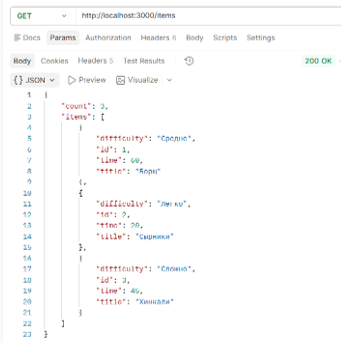 GET http://localhost:3000/items
Docs Params Authorization Headers 6 Body Scripts Settings
Body Cookies Headers 5 Test Results 200 OK
{} JSON Preview Visualize
1 {
2 "count": 3,
3 "items": [
4 {
5 "difficulty": "Средне",
6 "id": 1,
7 "time": 60,
8 "title": "Борщ"
9 },
10 {
11 "difficulty": "Легко",
12 "id": 2,
13 "time": 20,
14 "title": "Сырники"
15 },
16 {
17 "difficulty": "Сложно",
18 "id": 3,
19 "time": 45,
20 "title": "Хинкали"
21 }
22 ]
23 }